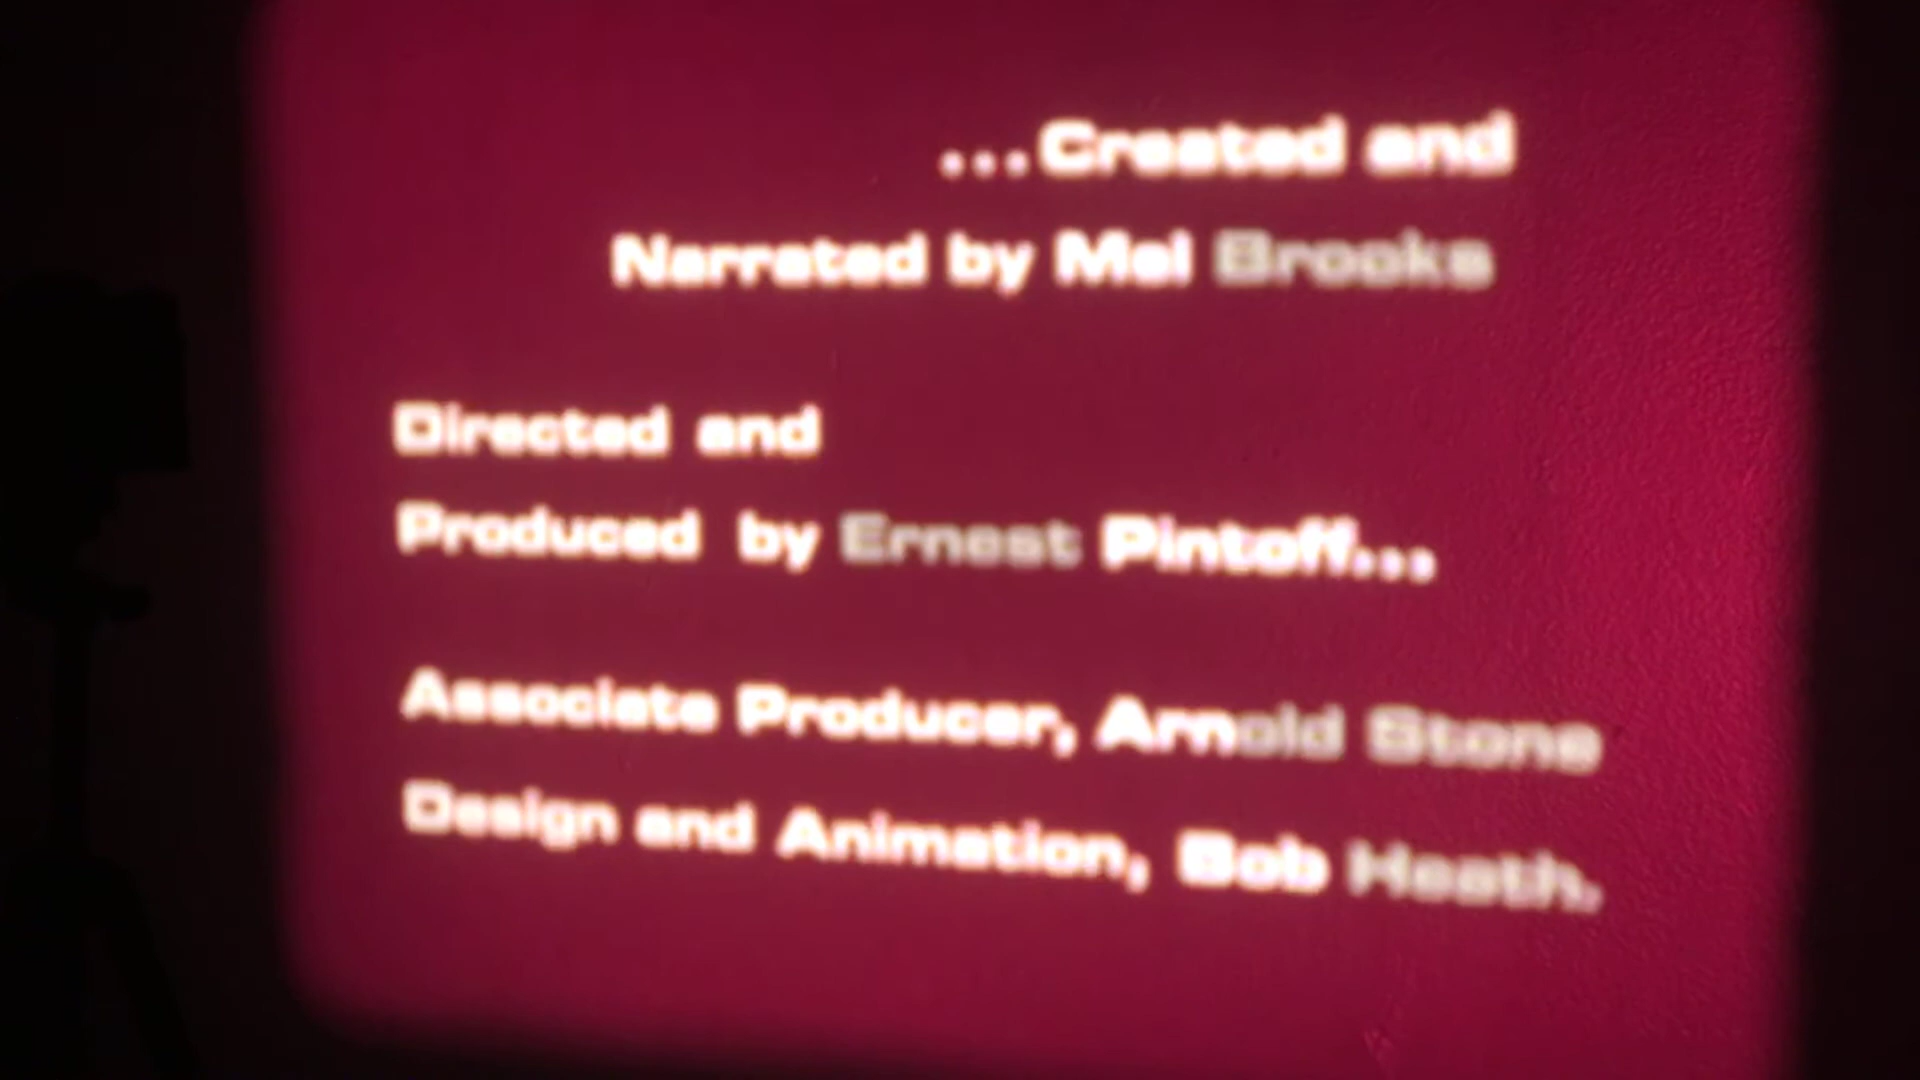 ...Created and
Narrated by Mel Brooks
Directed and
Produced by Ernest Pintoff...
Associate Producer, Arnold Stone
Design and Animation, Bob Heath.